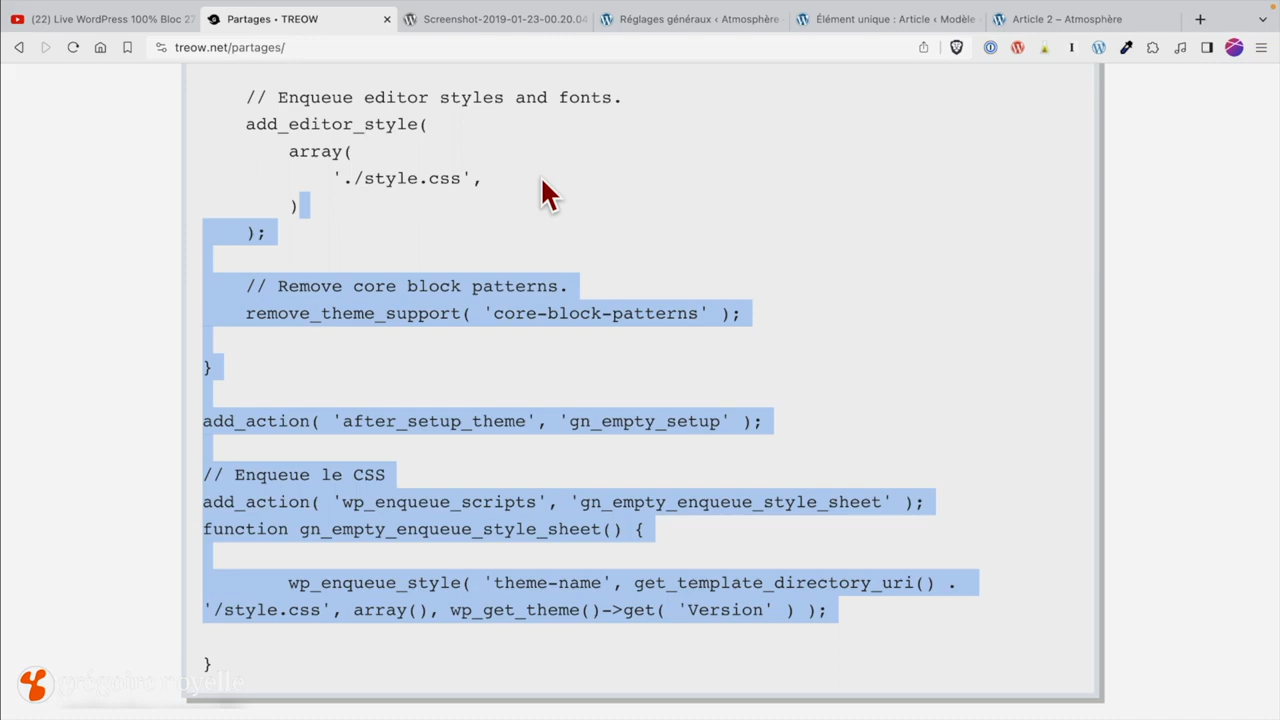 (22) Live WordPress 100% Bloc 27
Partages • TREOW
Screenshot-2019-01-23-00.20.04
Réglages généraux ‹ Atmosphère
Élément unique : Article ‹ Modèle
Article 2 – Atmosphère
treow.net/partages/
// Enqueue editor styles and fonts.
add_editor_style(
array(
'./style.css',
)
);
// Remove core block patterns.
remove_theme_support( 'core-block-patterns' );
}
add_action( 'after_setup_theme', 'gn_empty_setup' );
// Enqueue le CSS
add_action( 'wp_enqueue_scripts', 'gn_empty_enqueue_style_sheet' );
function gn_empty_enqueue_style_sheet() {
wp_enqueue_style( 'theme-name', get_template_directory_uri() .
'/style.css', array(), wp_get_theme()->get( 'Version' ) );
}
grégoire noyelle